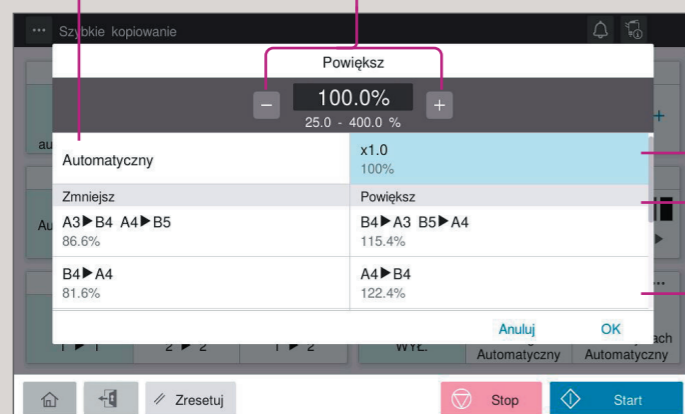 Szybkie kopiowanie
Powiększ
− 100.0% +
25.0 - 400.0 %
Automatyczny
x1.0
100%
Zmniejsz
Powiększ
A3▶B4 A4▶B5
86.6%
B4▶A3 B5▶A4
115.4%
B4▶A4
81.6%
A4▶B4
122.4%
Anuluj
OK
Automatyczny
Automatyczny
Zresetuj
Stop
Start